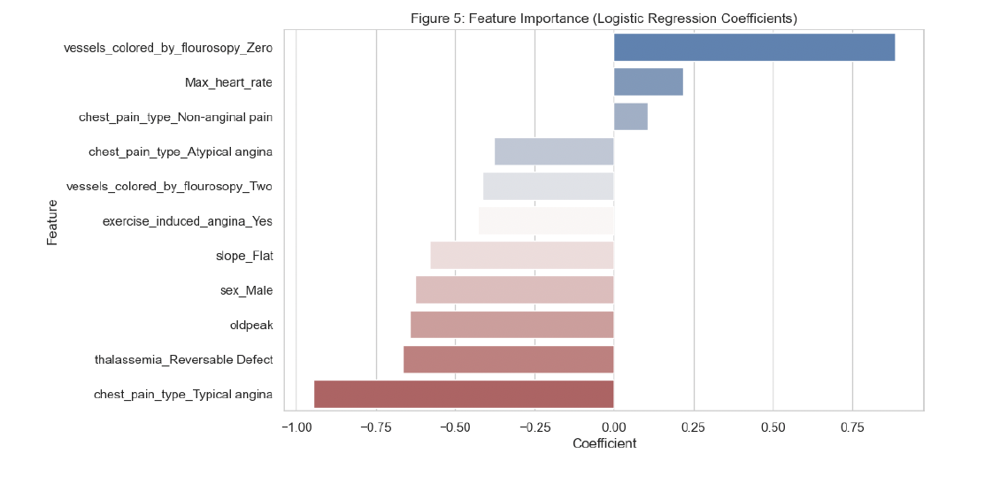 Figure 5: Feature Importance (Logistic Regression Coefficients)
vessels_colored_by_flourosopy_Zero
Max_heart_rate
chest_pain_type_Non-anginal pain
chest_pain_type_Atypical angina
vessels_colored_by_flourosopy_Two
exercise_induced_angina_Yes
slope_Flat
sex_Male
oldpeak
thalassemia_Reversable Defect
chest_pain_type_Typical angina
Feature
−1.00 −0.75 −0.50 −0.25 0.00 0.25 0.50 0.75
Coefficient